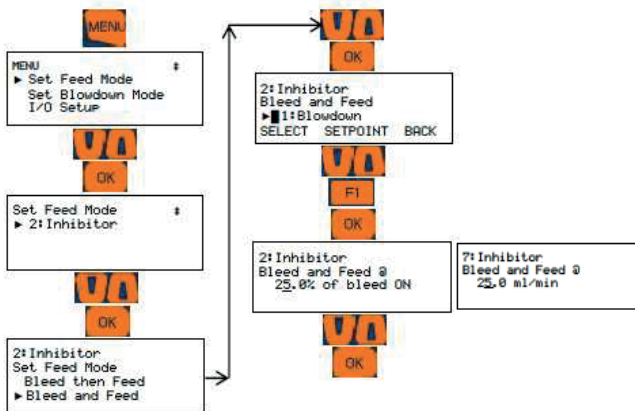 MENU
MENU ‡
▶ Set Feed Mode
Set Blowdown Mode
I/O Setup
OK
Set Feed Mode ‡
▶ 2:Inhibitor
OK
2:Inhibitor
Set Feed Mode
Bleed then Feed
▶ Bleed and Feed
OK
2:Inhibitor
Bleed and Feed
▶█1:Blowdown
SELECT SETPOINT BACK
F1
OK
2:Inhibitor
Bleed and Feed @
25.0% of bleed ON
OK
7:Inhibitor
Bleed and Feed @
25.0 ml/min